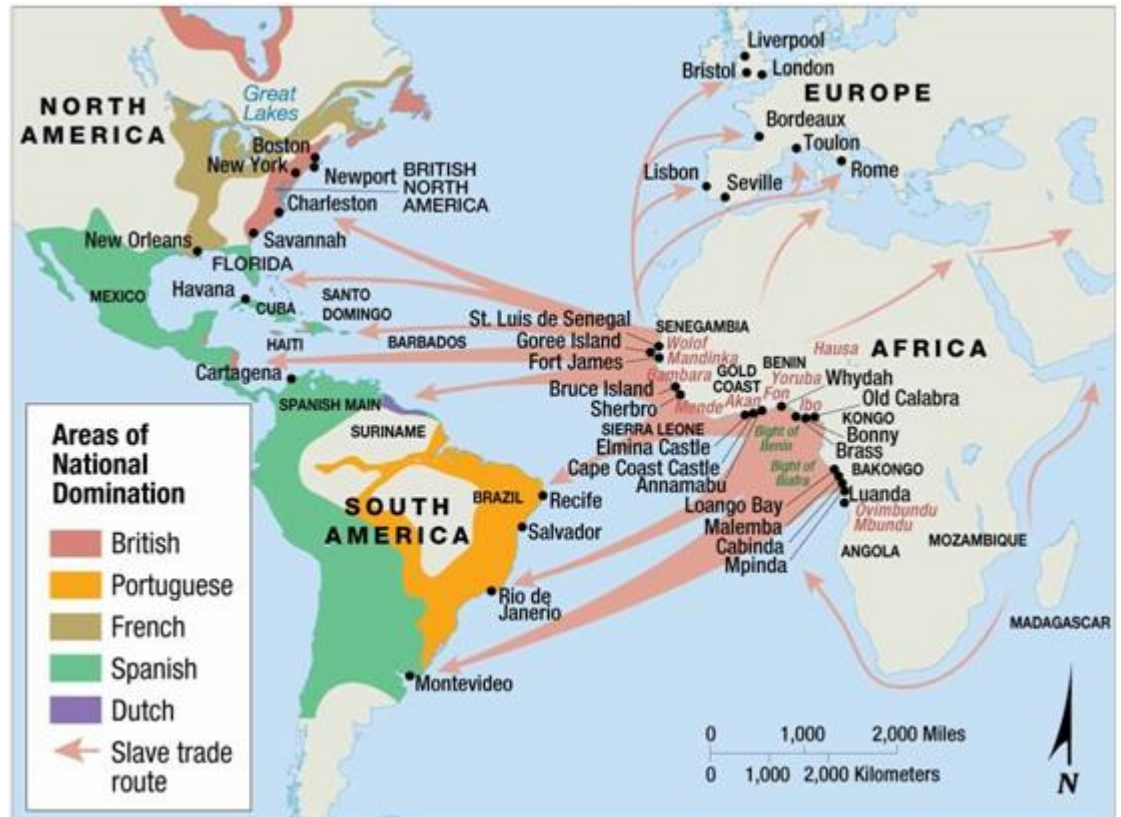 Liverpool
Bristol
London
EUROPE
NORTH
AMERICA
Great
Lakes
Bordeaux
Toulon
Rome
Boston
New York
Newport
BRITISH
NORTH
AMERICA
Lisbon
Seville
Charleston
New Orleans
Savannah
FLORIDA
MEXICO
Havana
CUBA
SANTO
DOMINGO
HAITI
BARBADOS
Cartagena
St. Luis de Senegal
Goree Island
Fort James
SENEGAMBIA
Wolof
Mandinka
Bambara
Hausa
AFRICA
BENIN
GOLD
COAST
Yoruba
Whydah
Fon
Akan
Mende
Ibo
Old Calabra
Bruce Island
Sherbro
SIERRA LEONE
KONGO
Bonny
Brass
Bight of
Benin
Elmina Castle
Cape Coast Castle
Annamabu
Bight of
Biafra
BAKONGO
SPANISH MAIN
SURINAME
BRAZIL
Recife
SOUTH
AMERICA
Salvador
Loango Bay
Malemba
Cabinda
Mpinda
Luanda
Ovimbundu
Mbundu
ANGOLA
MOZAMBIQUE
Rio de
Janerio
MADAGASCAR
Montevideo
Areas of
National
Domination
British
Portuguese
French
Spanish
Dutch
Slave trade
route
0 1,000 2,000 Miles
0 1,000 2,000 Kilometers
N